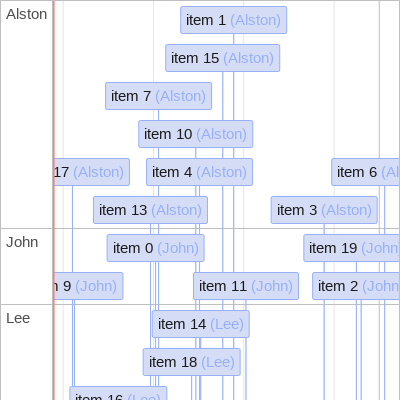 Alston
item 1 (Alston)
item 15 (Alston)
item 7 (Alston)
item 10 (Alston)
17 (Alston)
item 4 (Alston)
item 6 (Al
item 13 (Alston)
item 3 (Alston)
John
item 0 (John)
item 19 (John
9 (John)
item 11 (John)
item 2 (John
Lee
item 14 (Lee)
item 18 (Lee)
item 16 (Lee)